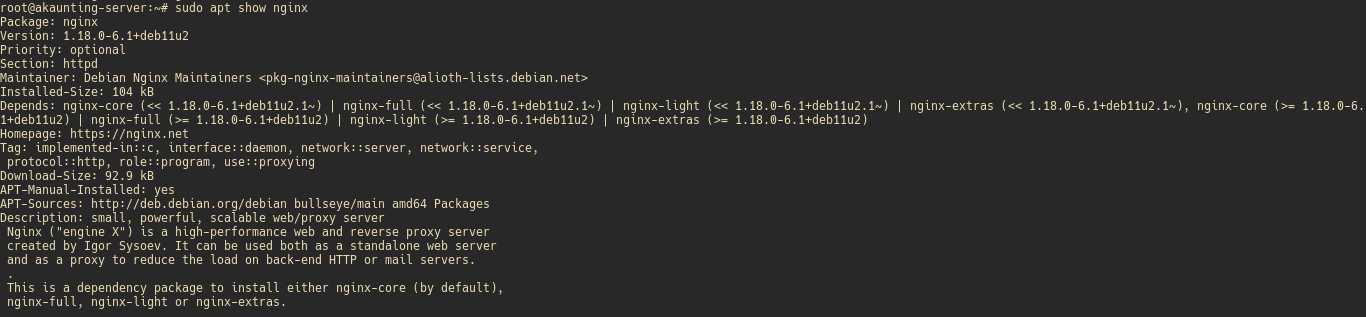 root@akaunting-server:~# sudo apt show nginx
Package: nginx
Version: 1.18.0-6.1+deb11u2
Priority: optional
Section: httpd
Maintainer: Debian Nginx Maintainers <pkg-nginx-maintainers@alioth-lists.debian.net>
Installed-Size: 104 kB
Depends: nginx-core (<< 1.18.0-6.1+deb11u2.1~) | nginx-full (<< 1.18.0-6.1+deb11u2.1~) | nginx-light (<< 1.18.0-6.1+deb11u2.1~) | nginx-extras (<< 1.18.0-6.1+deb11u2.1~), nginx-core (>= 1.18.0-6.
1+deb11u2) | nginx-full (>= 1.18.0-6.1+deb11u2) | nginx-light (>= 1.18.0-6.1+deb11u2) | nginx-extras (>= 1.18.0-6.1+deb11u2)
Homepage: https://nginx.net
Tag: implemented-in::c, interface::daemon, network::server, network::service,
 protocol::http, role::program, use::proxying
Download-Size: 92.9 kB
APT-Manual-Installed: yes
APT-Sources: http://deb.debian.org/debian bullseye/main amd64 Packages
Description: small, powerful, scalable web/proxy server
 Nginx ("engine X") is a high-performance web and reverse proxy server
 created by Igor Sysoev. It can be used both as a standalone web server
 and as a proxy to reduce the load on back-end HTTP or mail servers.
 .
 This is a dependency package to install either nginx-core (by default),
 nginx-full, nginx-light or nginx-extras.